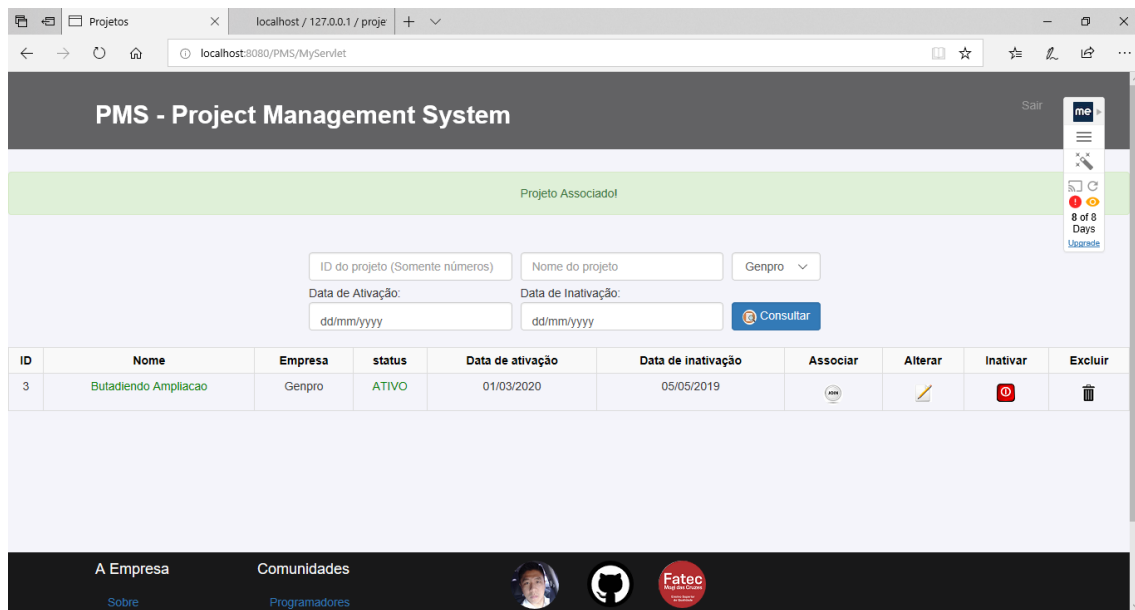 Projetos
localhost / 127.0.0.1 / proje
localhost:8080/PMS/MyServlet
PMS - Project Management System
Sair
me
Projeto Associado!
8 of 8
Days
Upgrade
ID do projeto (Somente números) Nome do projeto Genpro
Data de Ativação: Data de Inativação:
dd/mm/yyyy dd/mm/yyyy Consultar
ID Nome Empresa status Data de ativação Data de inativação Associar Alterar Inativar Excluir
3 Butadiendo Ampliacao Genpro ATIVO 01/03/2020 05/05/2019 JOIN
A Empresa Comunidades
Fatec
Mogi das Cruzes
Sobre Programadores